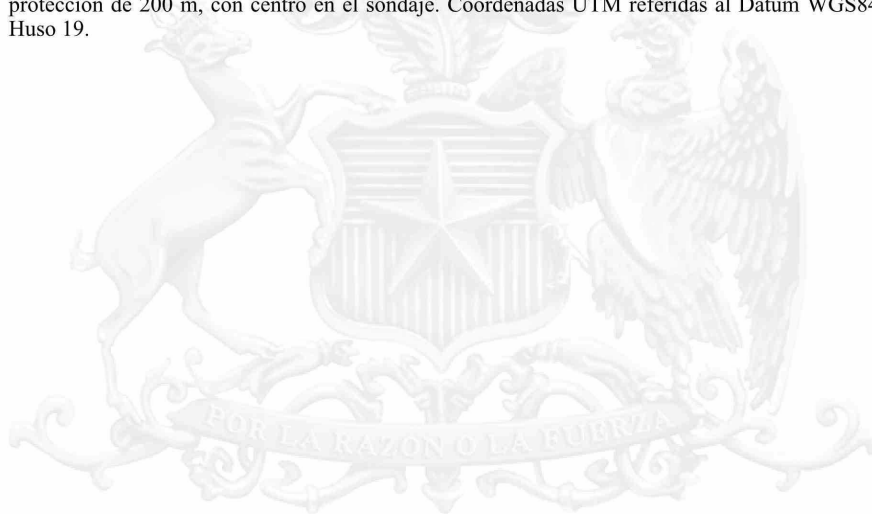 protección de 200 m, con centro en el sondaje. Coordenadas UTM referidas al Datum WGS84
Huso 19.
POR LA RAZÓN O LA FUERZA